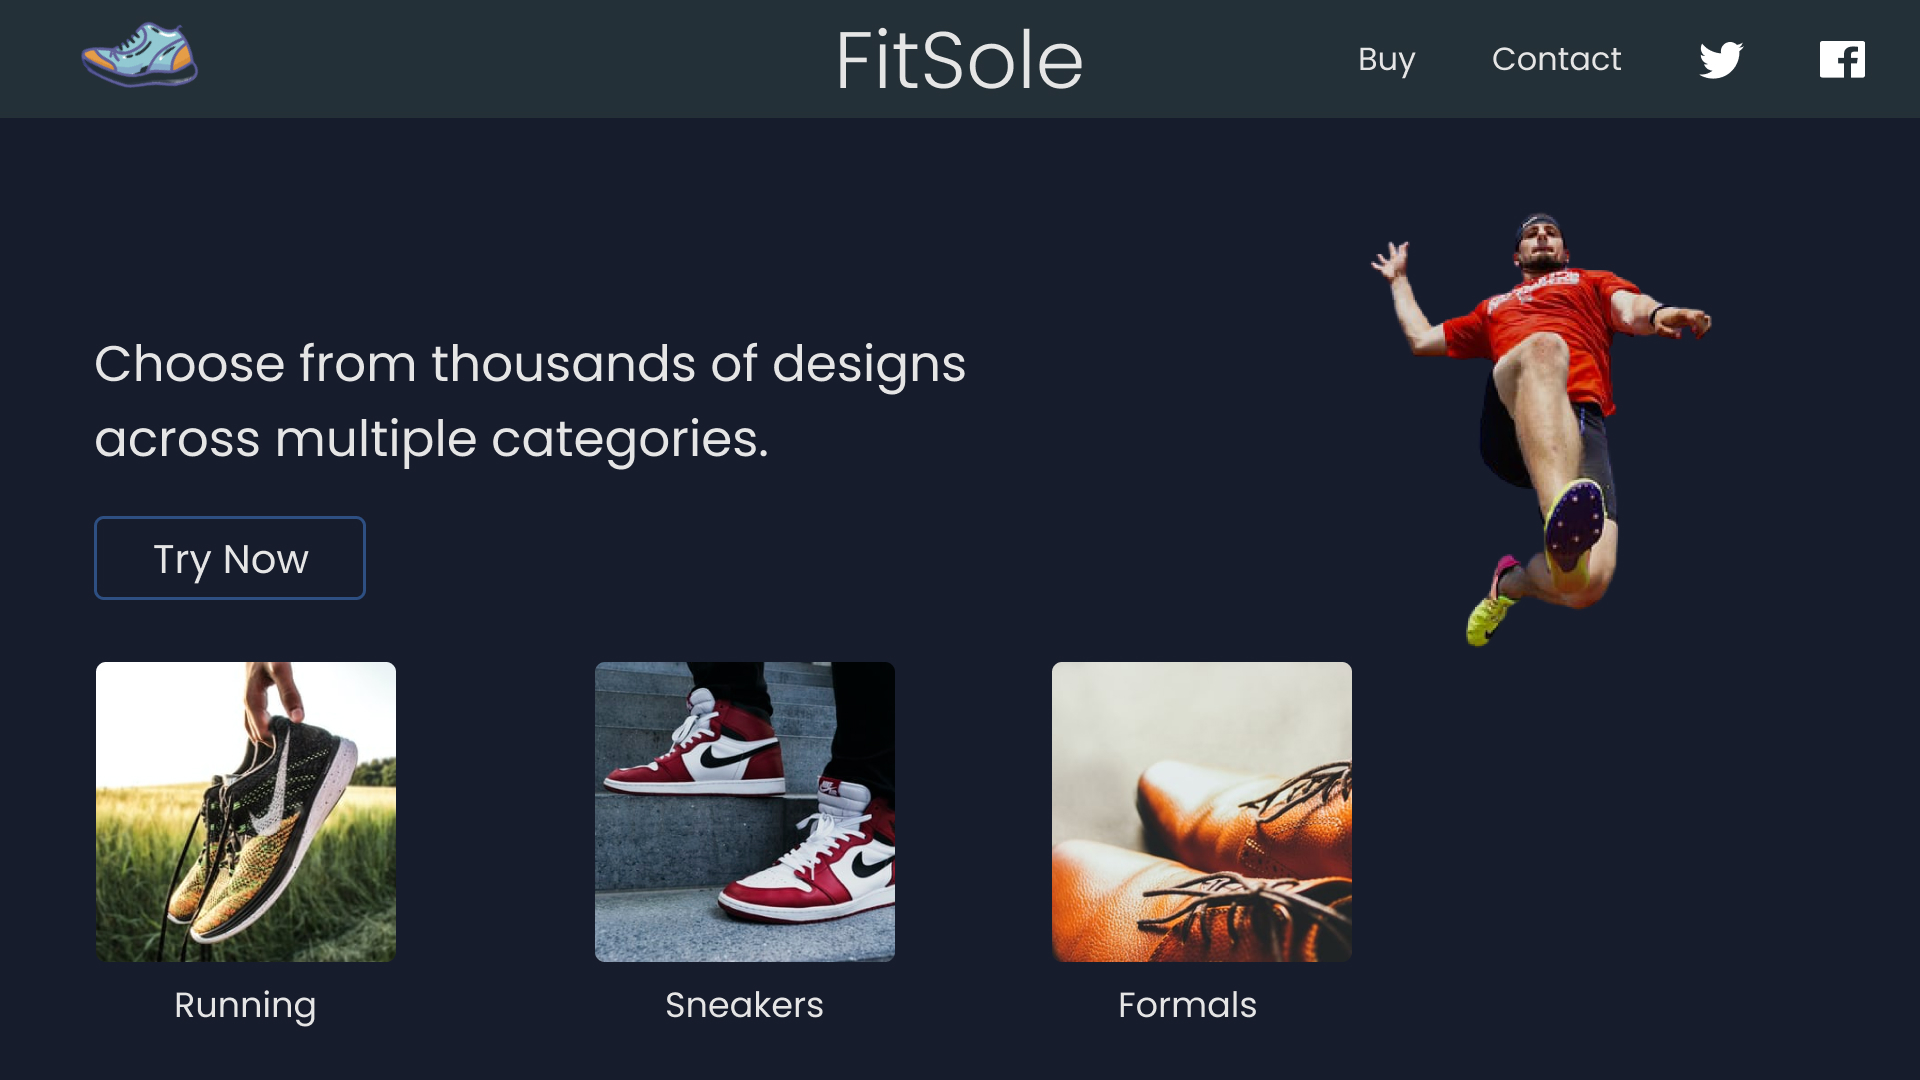 FitSole
Buy
Contact
Choose from thousands of designs
across multiple categories.
Try Now
Running
Sneakers
Formals